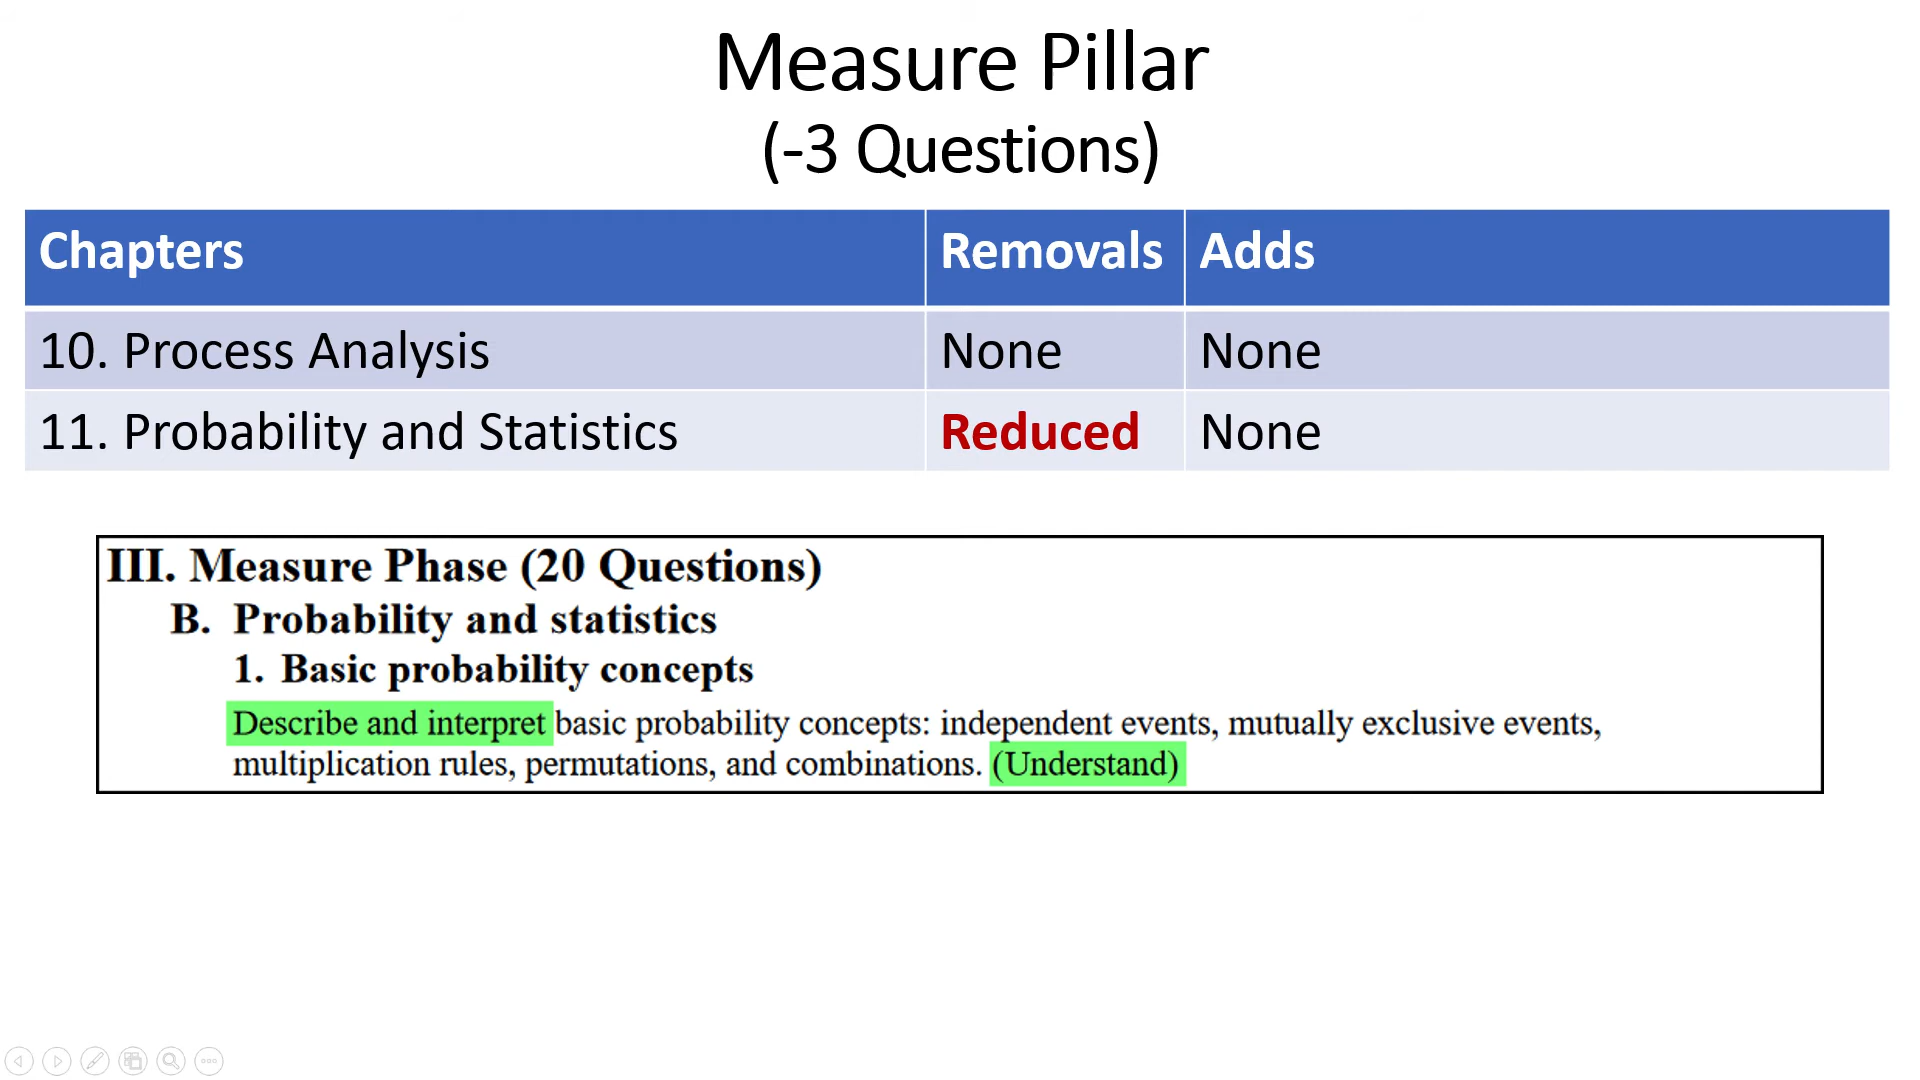 Measure Pillar
(-3 Questions)
Chapters Removals Adds
10. Process Analysis None None
11. Probability and Statistics Reduced None
III. Measure Phase (20 Questions)
B. Probability and statistics
1. Basic probability concepts
Describe and interpret basic probability concepts: independent events, mutually exclusive events,
multiplication rules, permutations, and combinations. (Understand)